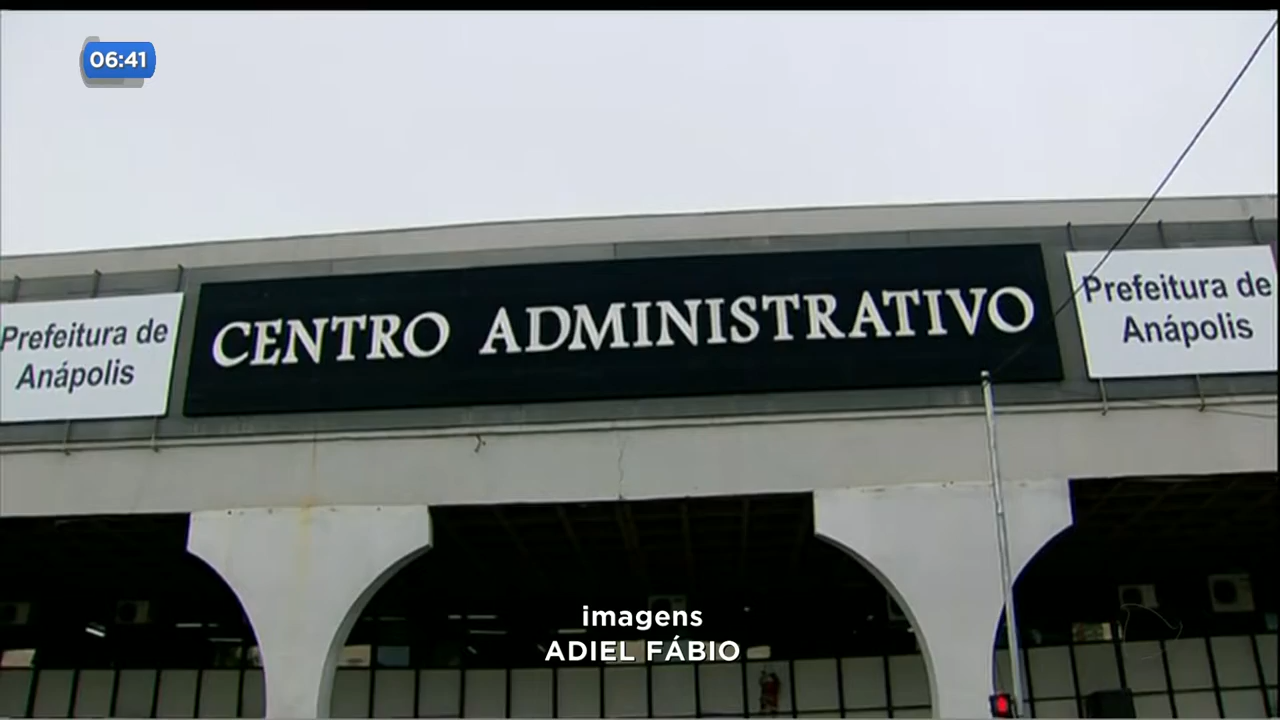 06:41
CENTRO ADMINISTRATIVO
Prefeitura de
Anápolis
Prefeitura de
Anápolis
imagens
ADIEL FÁBIO